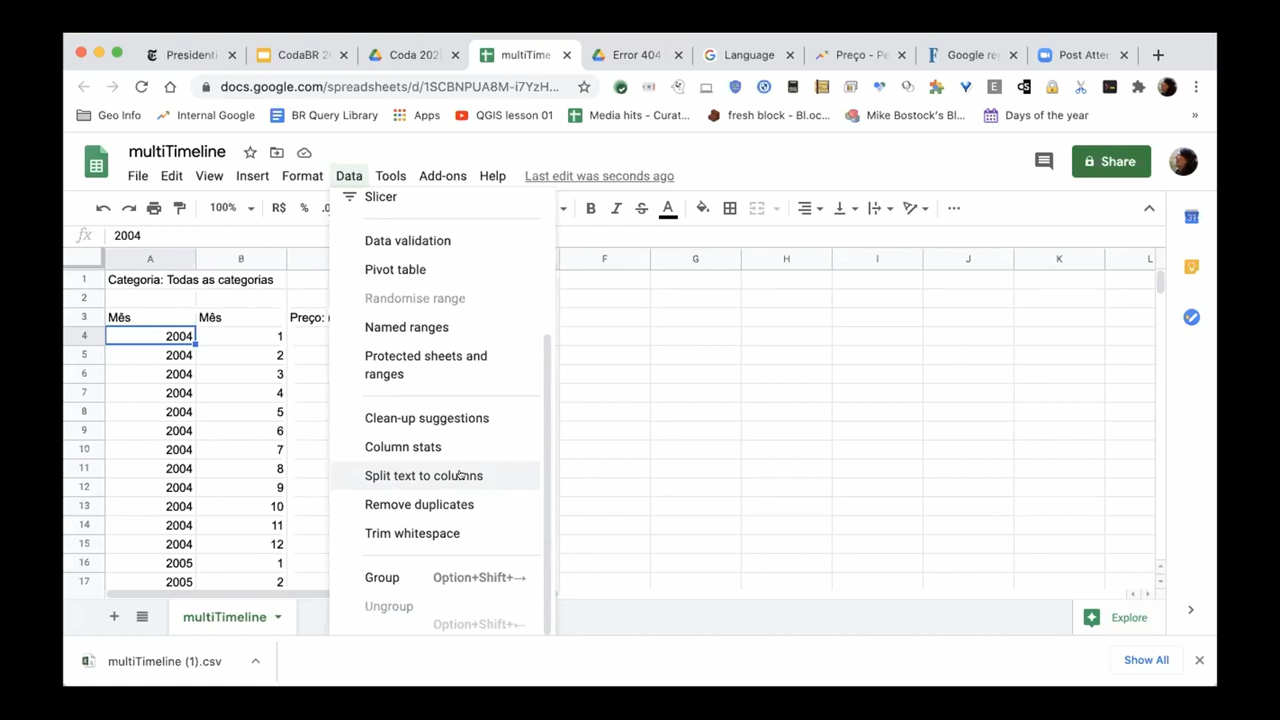 Presidenti
CodaBR 2
Coda 202
multiTime
Error 404
Language
Preço - Pe
Google re
Post Atter
docs.google.com/spreadsheets/d/1SCBNPUA8M-i7YzH...
Geo Info
Internal Google
BR Query Library
Apps
QGIS lesson 01
Media hits - Curat...
fresh block - Bl.oc...
Mike Bostock's Bl...
Days of the year
»
multiTimeline
File Edit View Insert Format Data Tools Add-ons Help Last edit was seconds ago
Share
100% R$ % .0 B I S A
fx 2004
Slicer
Data validation
Pivot table
Randomise range
Named ranges
Protected sheets and
ranges
Clean-up suggestions
Column stats
Split text to columns
Remove duplicates
Trim whitespace
Group Option+Shift+→
Ungroup
Option+Shift+←
A B F G H I J K L
1 Categoria: Todas as categorias
2
3 Mês Mês Preço:
4 2004 1
5 2004 2
6 2004 3
7 2004 4
8 2004 5
9 2004 6
10 2004 7
11 2004 8
12 2004 9
13 2004 10
14 2004 11
15 2004 12
16 2005 1
17 2005 2
multiTimeline
Explore
multiTimeline (1).csv
Show All